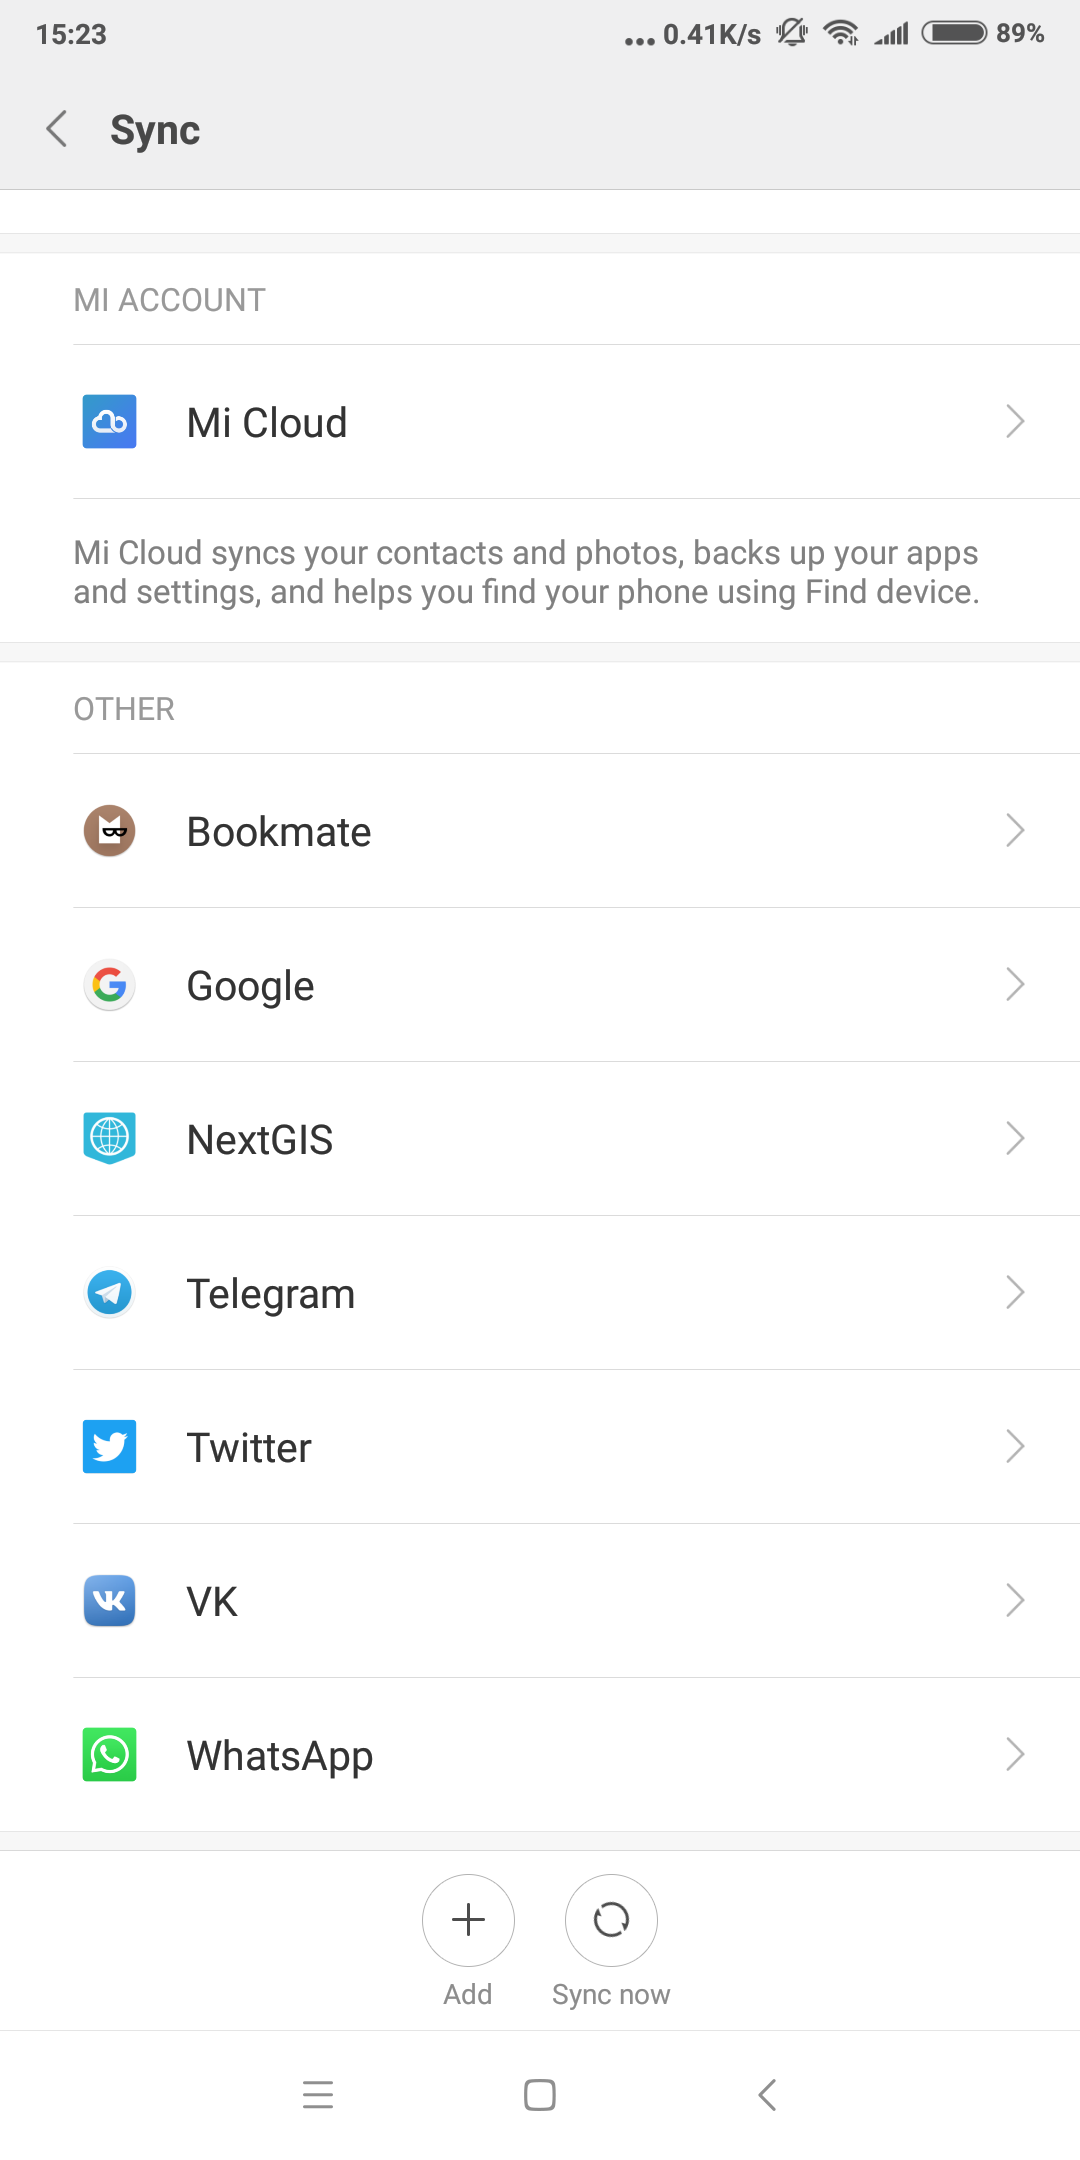 15:23
... 0.41K/s 89%
Sync
MI ACCOUNT
Mi Cloud
Mi Cloud syncs your contacts and photos, backs up your apps
and settings, and helps you find your phone using Find device.
OTHER
Bookmate
Google
NextGIS
Telegram
Twitter
VK
WhatsApp
Add
Sync now